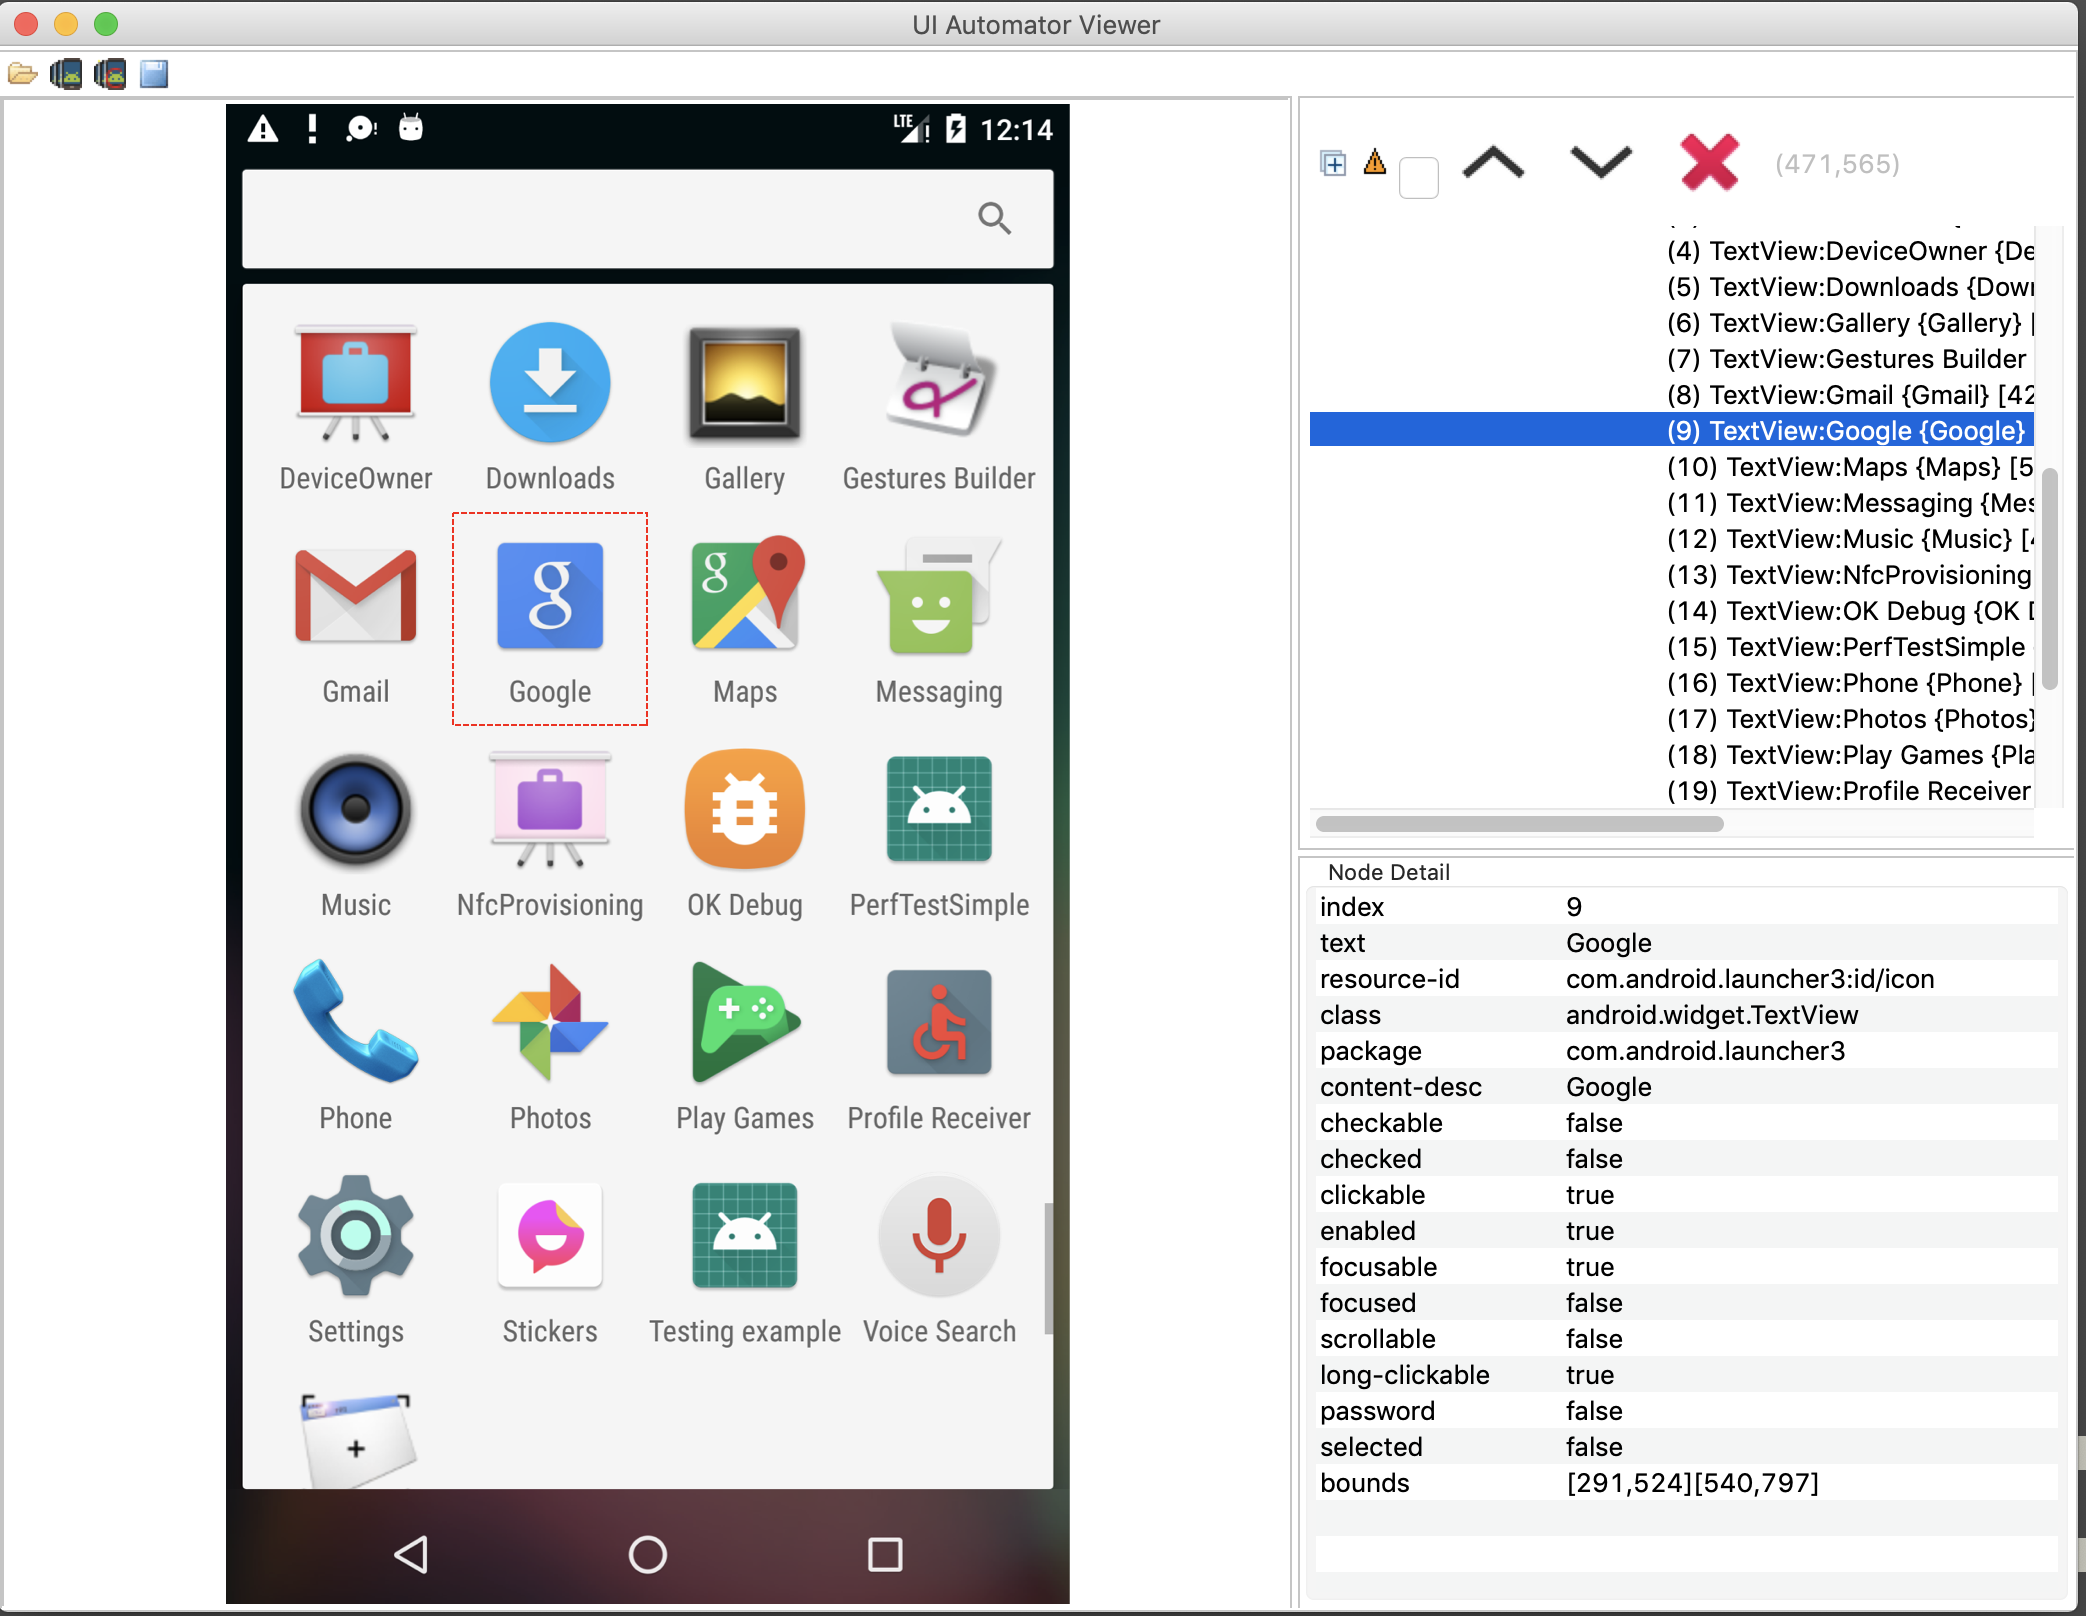 UI Automator Viewer
LTE 12:14
DeviceOwner Downloads Gallery Gestures Builder
Gmail Google Maps Messaging
Music NfcProvisioning OK Debug PerfTestSimple
Phone Photos Play Games Profile Receiver
Settings Stickers Testing example Voice Search
(471,565)
(4) TextView:DeviceOwner {De
(5) TextView:Downloads {Down
(6) TextView:Gallery {Gallery} [
(7) TextView:Gestures Builder
(8) TextView:Gmail {Gmail} [42
(9) TextView:Google {Google}
(10) TextView:Maps {Maps} [5
(11) TextView:Messaging {Mes
(12) TextView:Music {Music} [4
(13) TextView:NfcProvisioning
(14) TextView:OK Debug {OK D
(15) TextView:PerfTestSimple
(16) TextView:Phone {Phone} [
(17) TextView:Photos {Photos}
(18) TextView:Play Games {Pla
(19) TextView:Profile Receiver
Node Detail
index 9
text Google
resource-id com.android.launcher3:id/icon
class android.widget.TextView
package com.android.launcher3
content-desc Google
checkable false
checked false
clickable true
enabled true
focusable true
focused false
scrollable false
long-clickable true
password false
selected false
bounds [291,524][540,797]